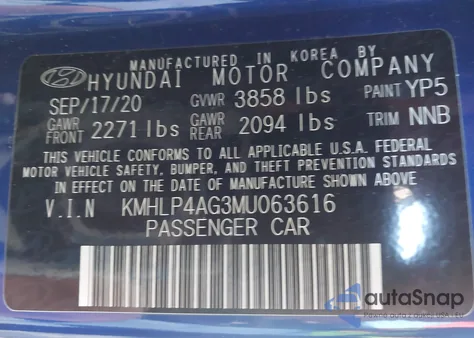 MANUFACTURED IN KOREA BY
HYUNDAI MOTOR COMPANY
SEP/17/20 GVWR 3858 lbs PAINT YP5
GAWR FRONT 2271 lbs GAWR REAR 2094 lbs TRIM NNB
THIS VEHICLE CONFORMS TO ALL APPLICABLE U.S.A. FEDERAL
MOTOR VEHICLE SAFETY, BUMPER, AND THEFT PREVENTION STANDARDS
IN EFFECT ON THE DATE OF MANUFACTURE SHOWN ABOVE.
V.I.N KMHLP4AG3MU063616
PASSENGER CAR
autaSnap